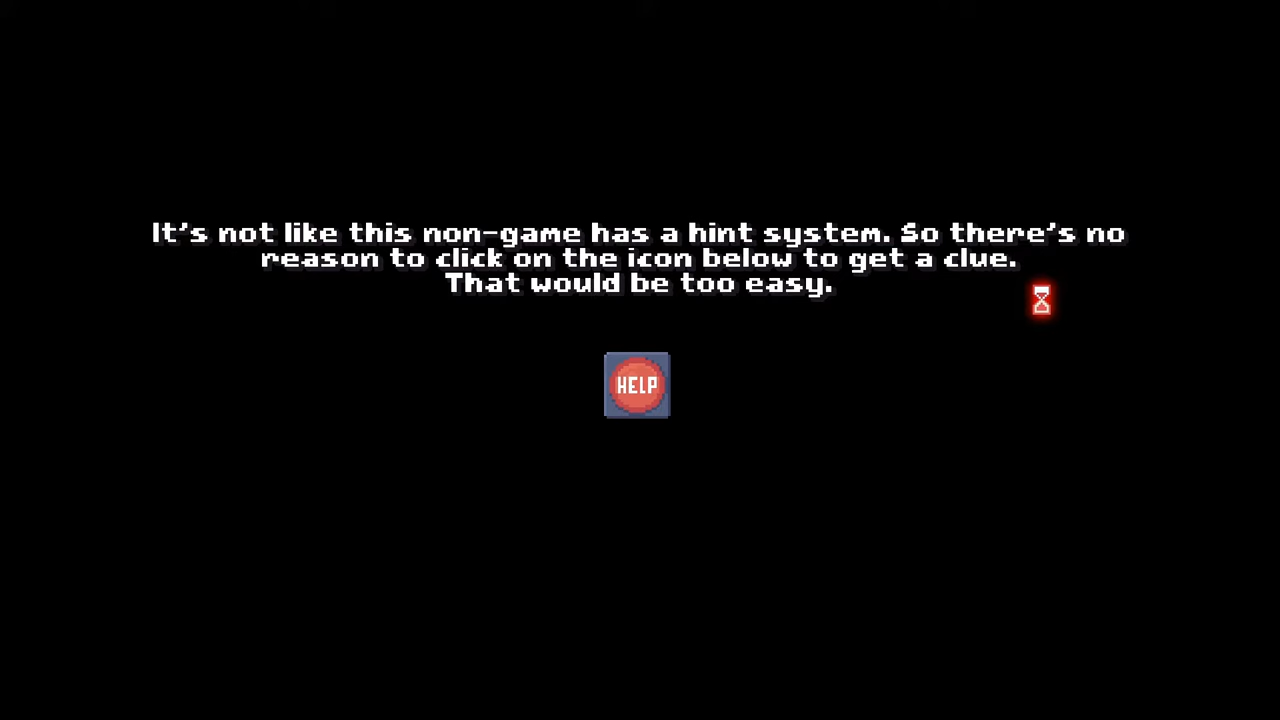 It's not like this non-game has a hint system. So there's no
reason to click on the icon below to get a clue.
That would be too easy.
HELP